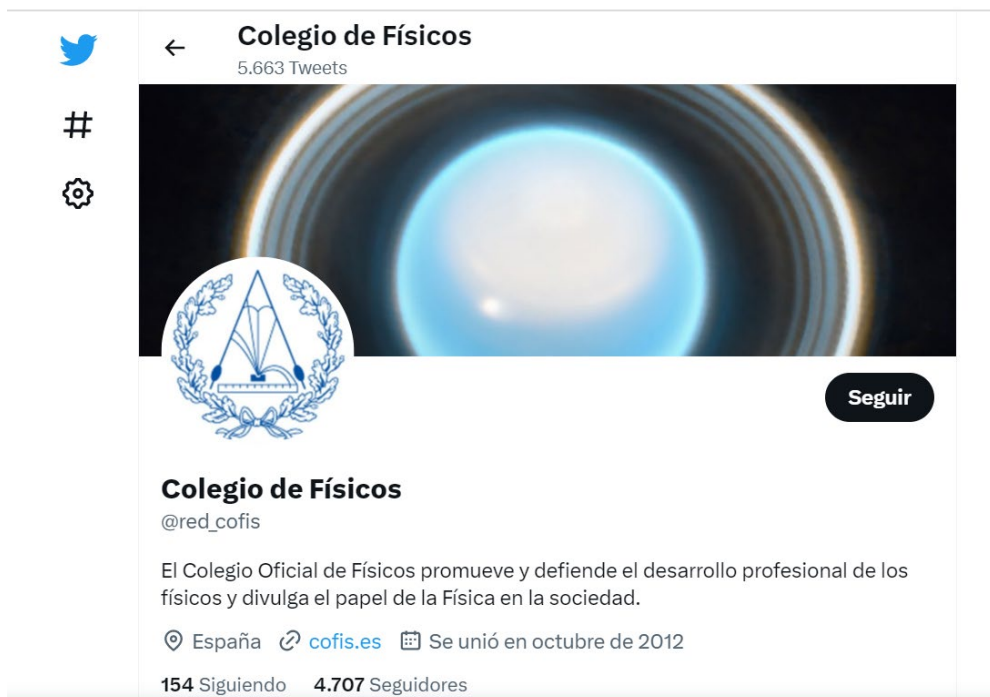 Colegio de Físicos
5.663 Tweets
Seguir
Colegio de Físicos
@red_cofis
El Colegio Oficial de Físicos promueve y defiende el desarrollo profesional de los
físicos y divulga el papel de la Física en la sociedad.
España cofis.es Se unió en octubre de 2012
154 Siguiendo 4.707 Seguidores